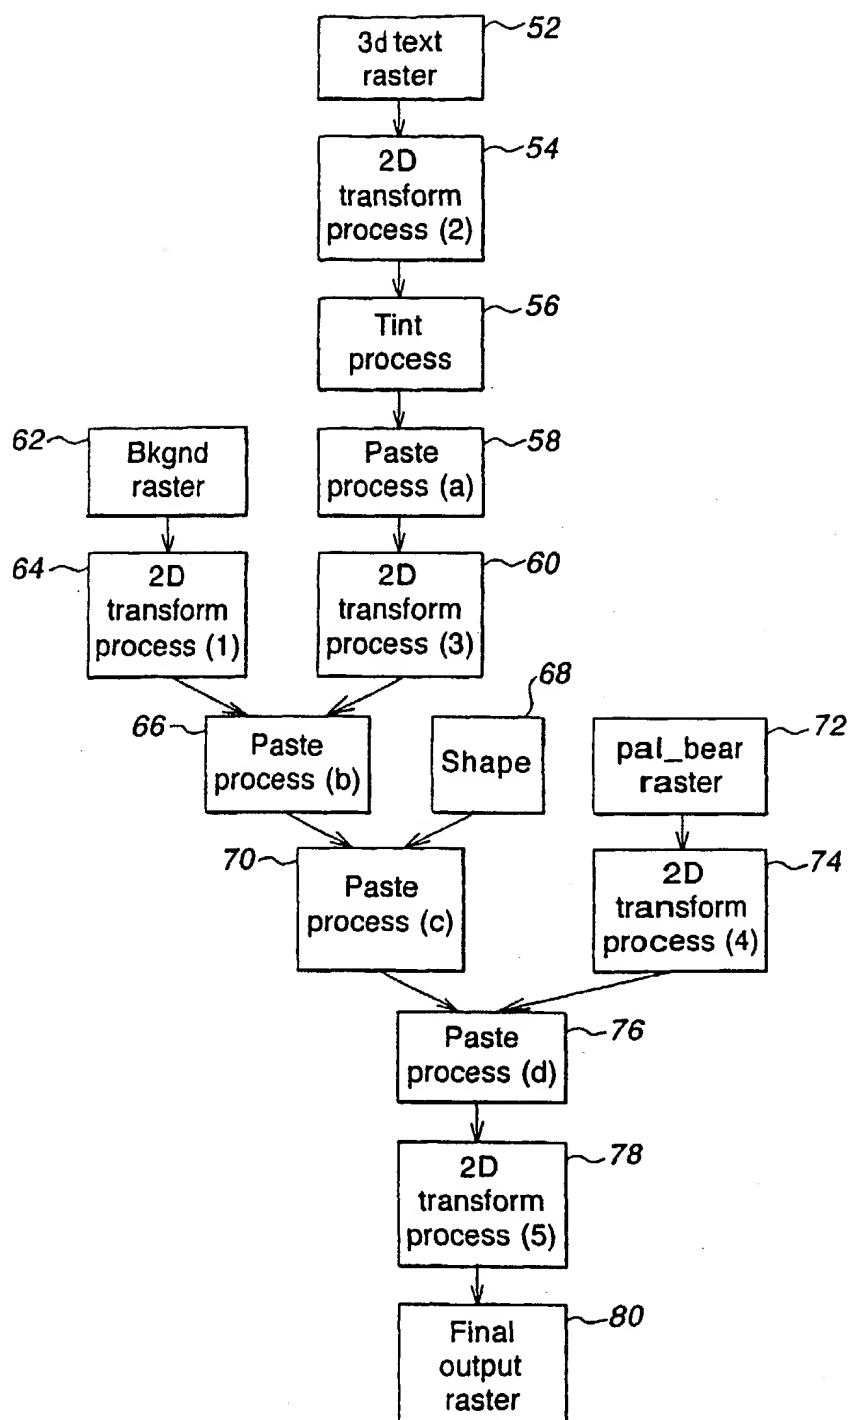 3d text
raster
52
2D
transform
process (2)
54
Tint
process
56
62
Bkgnd
raster
Paste
process (a)
58
64
2D
transform
process (1)
2D
transform
process (3)
60
66
Paste
process (b)
68
Shape
pal_bear
raster
72
70
Paste
process (c)
2D
transform
process (4)
74
Paste
process (d)
76
2D
transform
process (5)
78
Final
output
raster
80